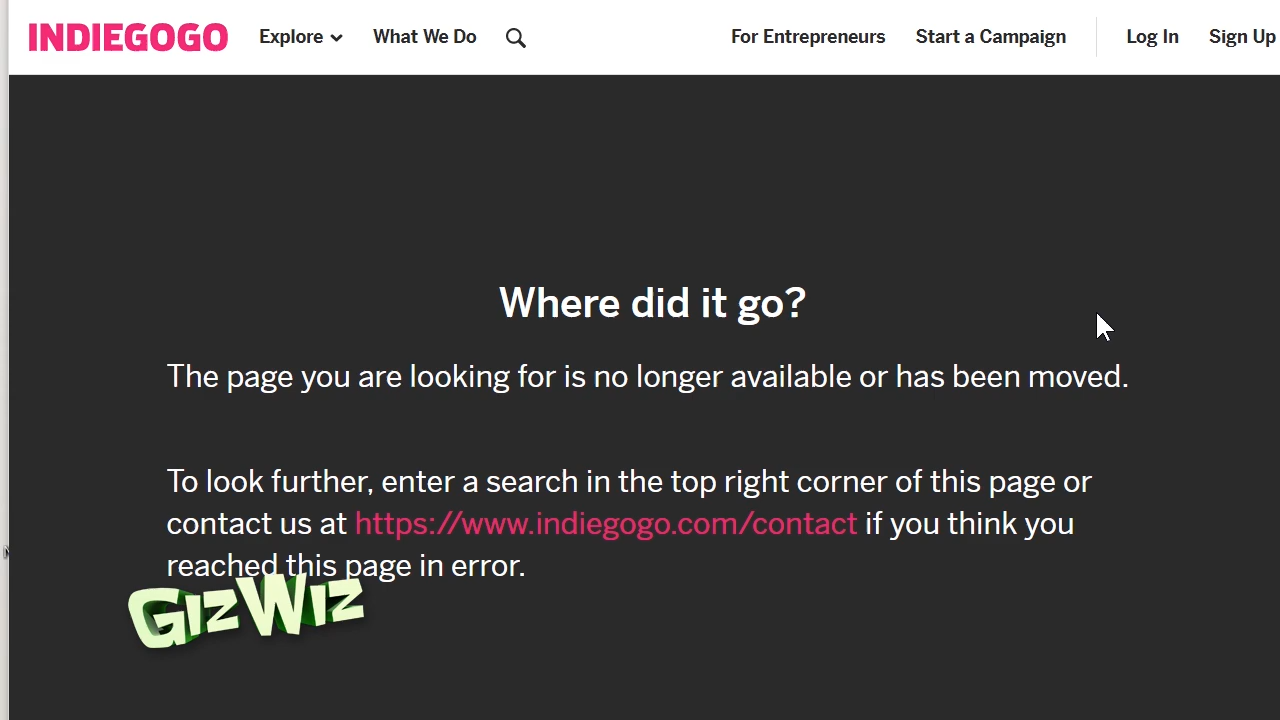 INDIEGOGO Explore What We Do For Entrepreneurs Start a Campaign Log In Sign Up
Where did it go?
The page you are looking for is no longer available or has been moved.
To look further, enter a search in the top right corner of this page or
contact us at https://www.indiegogo.com/contact if you think you
reached this page in error.
GizWiz